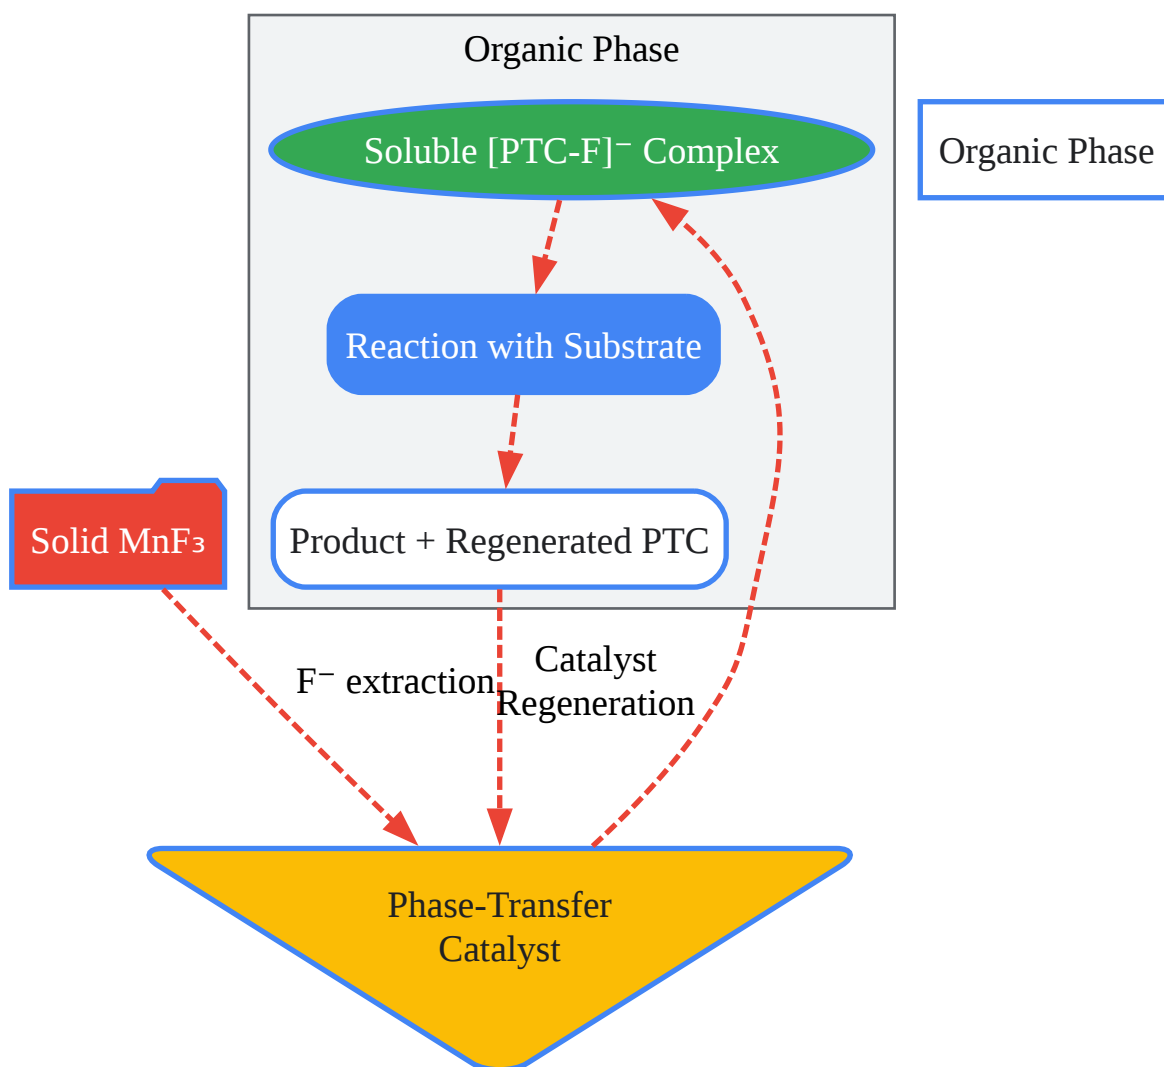 Organic Phase
Soluble [PTC-F]⁻ Complex
Organic Phase
Reaction with Substrate
Solid MnF₃
Product + Regenerated PTC
F⁻ extraction
Catalyst
Regeneration
Phase-Transfer
Catalyst